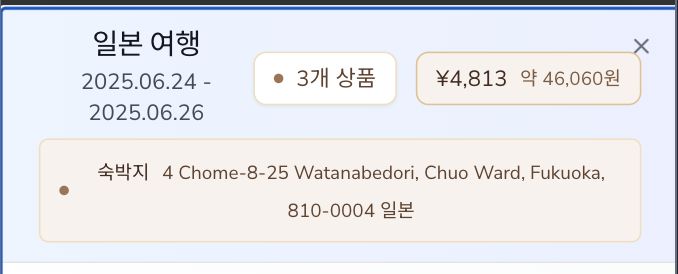 일본 여행
2025.06.24 -
2025.06.26
3개 상품
¥4,813 약 46,060원
숙박지 4 Chome-8-25 Watanabedori, Chuo Ward, Fukuoka,
810-0004 일본